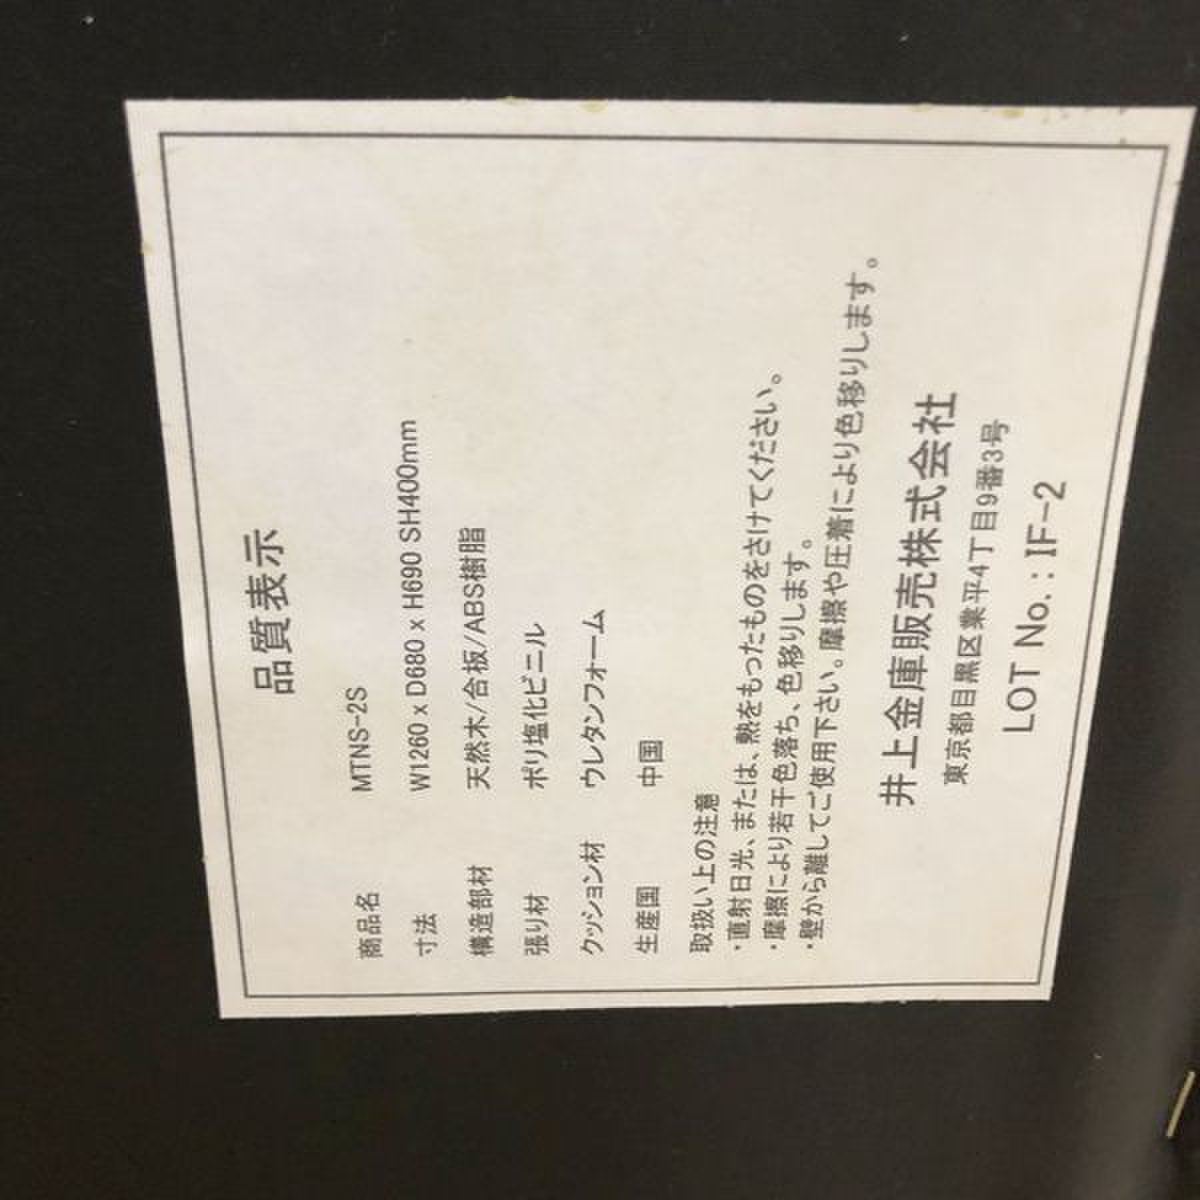 品質表示
商品名 MTNS-2S
寸法 W1260 x D680 x H690 SH400mm
構造部材 天然木/合板/ABS樹脂
張り材 ポリ塩化ビニル
クッション材 ウレタンフォーム
生産国 中国
取扱い上の注意
・直射日光、または、熱をもったものをさけてください。
・摩擦により若干色落ち、色移りします。
・壁から離してご使用下さい。摩擦や圧着により色移りします。
井上金庫販売株式会社
東京都目黒区業平4丁目9番3号
LOT No.: IF-2